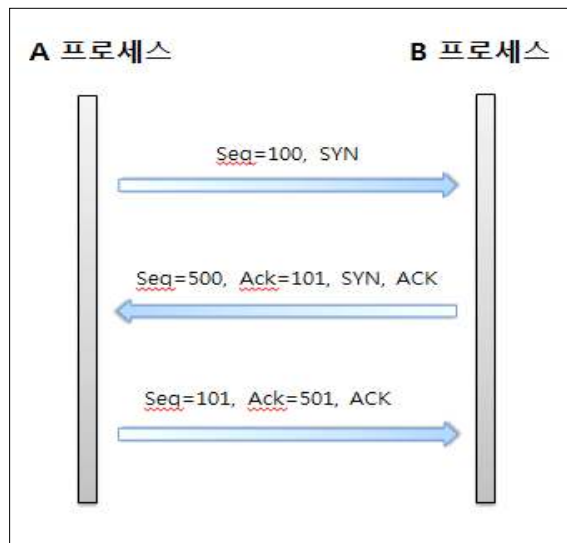 A 프로세스
B 프로세스
Seq=100, SYN
Seq=500, Ack=101, SYN, ACK
Seq=101, Ack=501, ACK